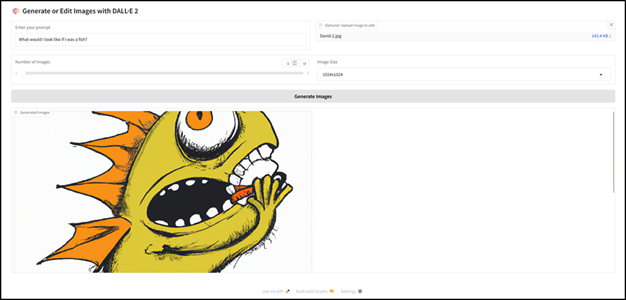 Generate or Edit Images with DALL·E 2
Enter your prompt
What would I look like if I was a fish?
Optional: Upload image to edit
David 2.jpg
143.4 KB ↓
Number of Images
1
Image Size
1024x1024
Generate Images
Generated Images
Use via API
Built with Gradio
Settings